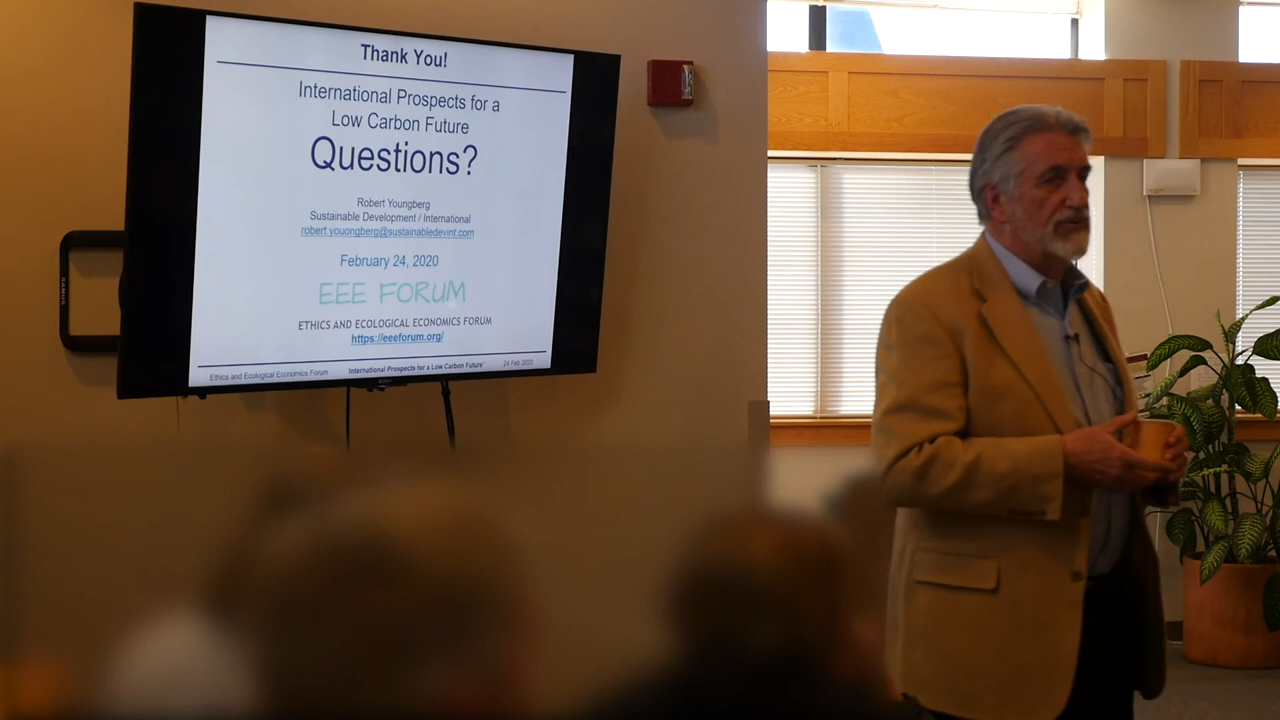 Thank You!
International Prospects for a
Low Carbon Future
Questions?
Robert Youngberg
Sustainable Development / International
robert.youongberg@sustainabledevint.com
February 24, 2020
EEE FORUM
ETHICS AND ECOLOGICAL ECONOMICS FORUM
https://eeeforum.org/
Ethics and Ecological Economics Forum
'International Prospects for a Low Carbon Future'
24 Feb 2020
SANUS